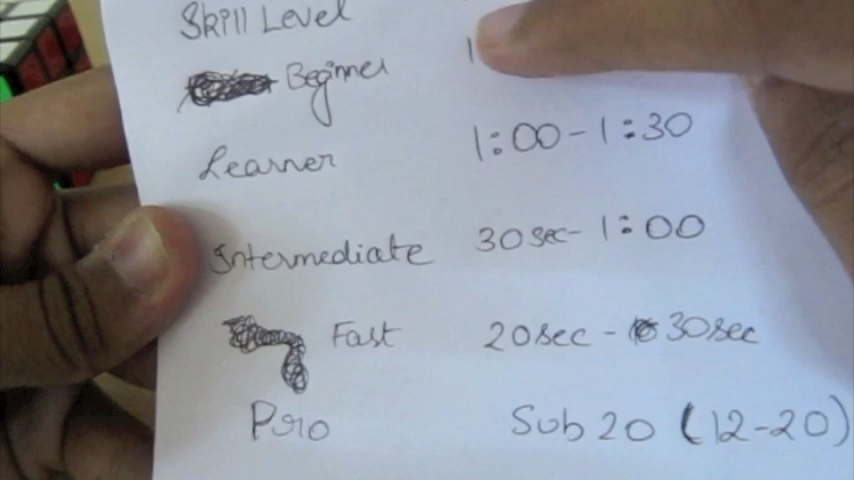 Skill Level
Beginner 1
Learner 1:00-1:30
Intermediate 30sec- 1:00
Fast 20sec - 30sec
Pro Sub 20 (12-20)